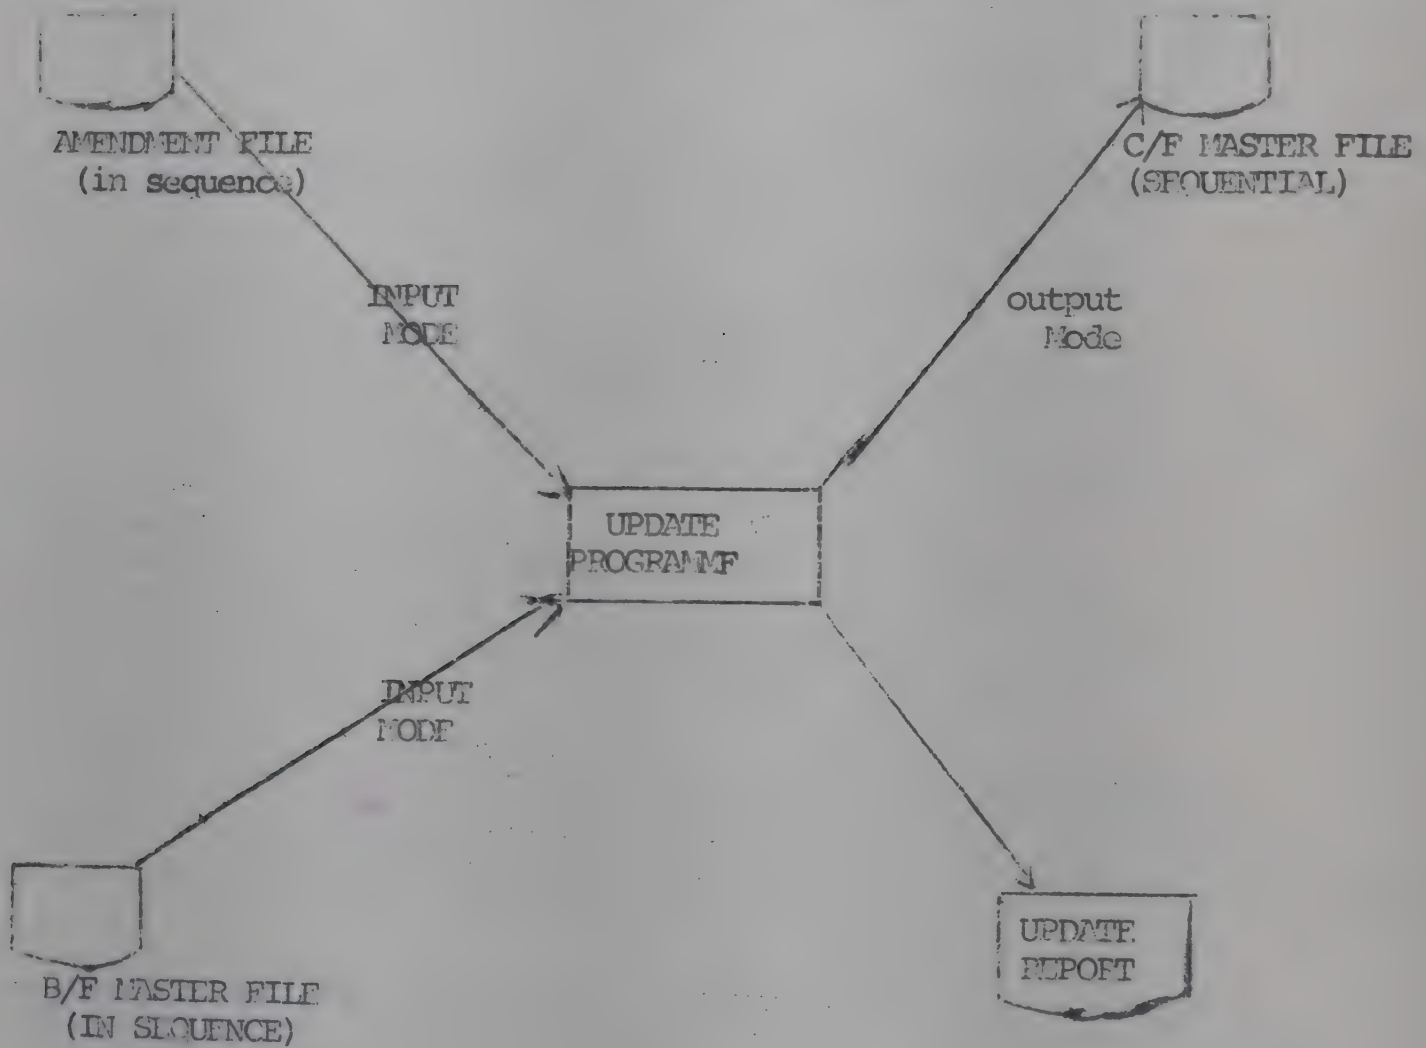 AMENDMENT FILE
(in sequence)
C/F MASTER FILE
(SEQUENTIAL)
INPUT
MODE
output
Mode
UPDATE
PROGRAMME
INPUT
MODE
UPDATE
REPORT
B/F MASTER FILE
(IN SEQUENCE)